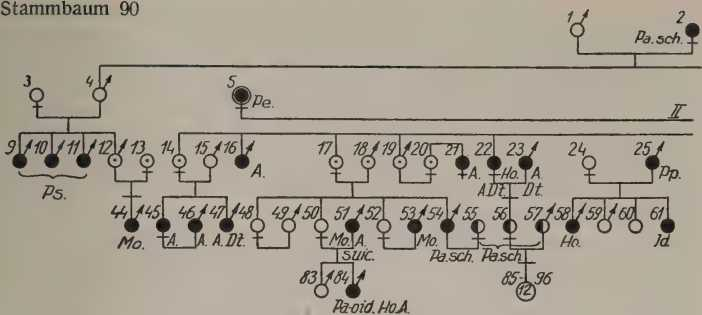 Stammbaum 90
1 2
Pa. sch.
3 4 5
Pe. II
9 10 11 12 13 14 15 16 17 18 19 20 21 22 23 24 25
A. A. Ho. A. Pp.
Ps. A. Dt. Dt.
44 45 46 47 48 49 50 51 52 53 54 55 56 57 58 59 60 61
Mo. A. A. A. Dt. Mo. A. Mo. Ho. Jd.
suic. Pa. sch. Pa. sch.
83 84 85-96
12
Pa-oid. Ho. A.